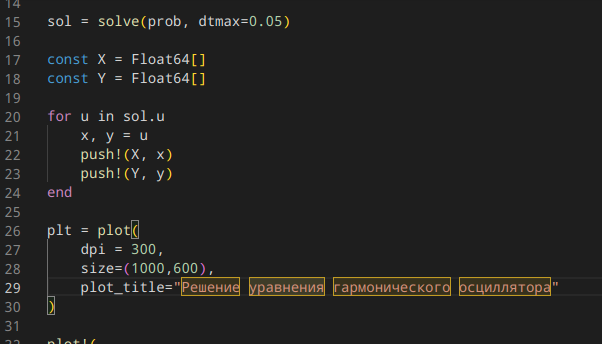 14
15 sol = solve(prob, dtmax=0.05)
16
17 const X = Float64[]
18 const Y = Float64[]
19
20 for u in sol.u
21 x, y = u
22 push!(X, x)
23 push!(Y, y)
24 end
25
26 plt = plot(
27 dpi = 300,
28 size=(1000,600),
29 plot_title="Решение уравнения гармонического осциллятора"
30 )
31
32 plot!(